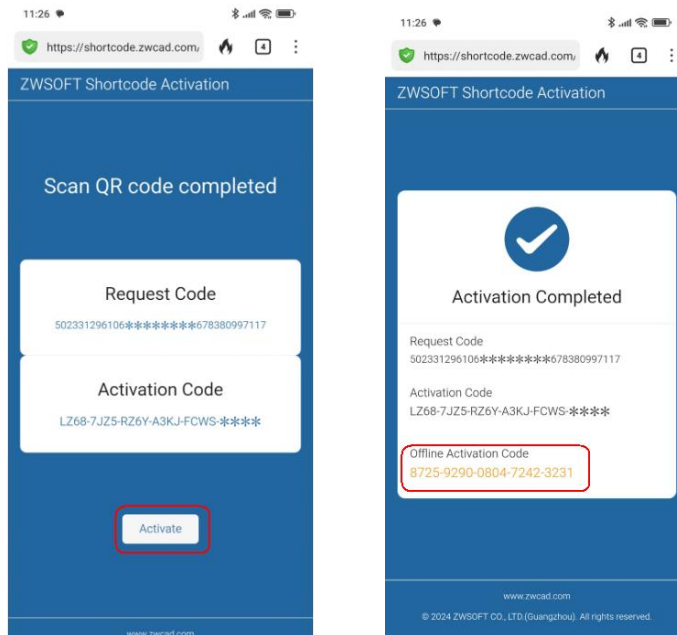 11:26
https://shortcode.zwcad.com/
4
ZWSOFT Shortcode Activation
Scan QR code completed
Request Code
502331296106********678380997117
Activation Code
LZ68-7JZ5-RZ6Y-A3KJ-FCWS-****
Activate
www.zwcad.com
11:26
https://shortcode.zwcad.com/
4
ZWSOFT Shortcode Activation
Activation Completed
Request Code
502331296106********678380997117
Activation Code
LZ68-7JZ5-RZ6Y-A3KJ-FCWS-****
Offline Activation Code
8725-9290-0804-7242-3231
www.zwcad.com
© 2024 ZWSOFT CO., LTD.(Guangzhou). All rights reserved.